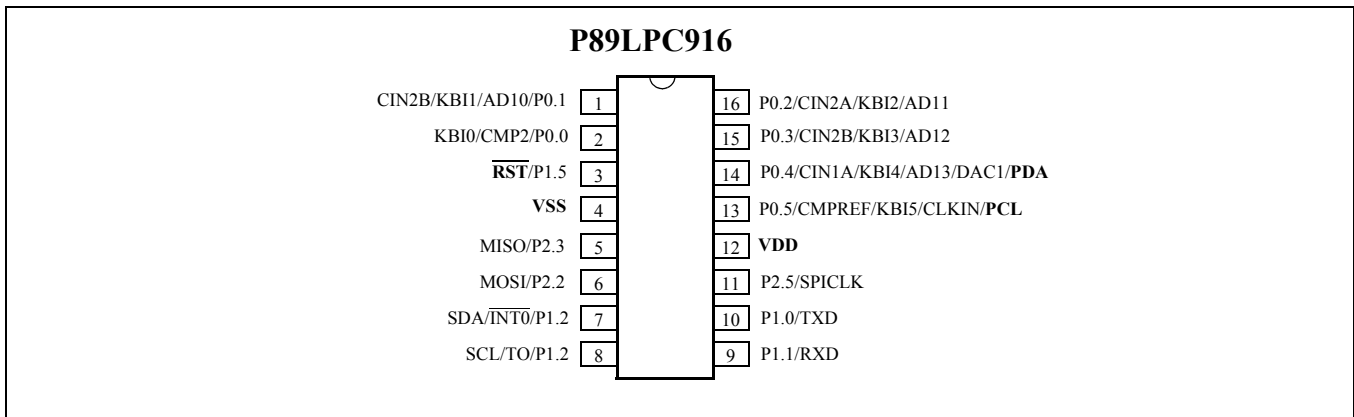 P89LPC916
CIN2B/KBI1/AD10/P0.1 1 16 P0.2/CIN2A/KBI2/AD11
KBI0/CMP2/P0.0 2 15 P0.3/CIN2B/KBI3/AD12
RST/P1.5 3 14 P0.4/CIN1A/KBI4/AD13/DAC1/PDA
VSS 4 13 P0.5/CMPREF/KBI5/CLKIN/PCL
MISO/P2.3 5 12 VDD
MOSI/P2.2 6 11 P2.5/SPICLK
SDA/INT0/P1.2 7 10 P1.0/TXD
SCL/TO/P1.2 8 9 P1.1/RXD